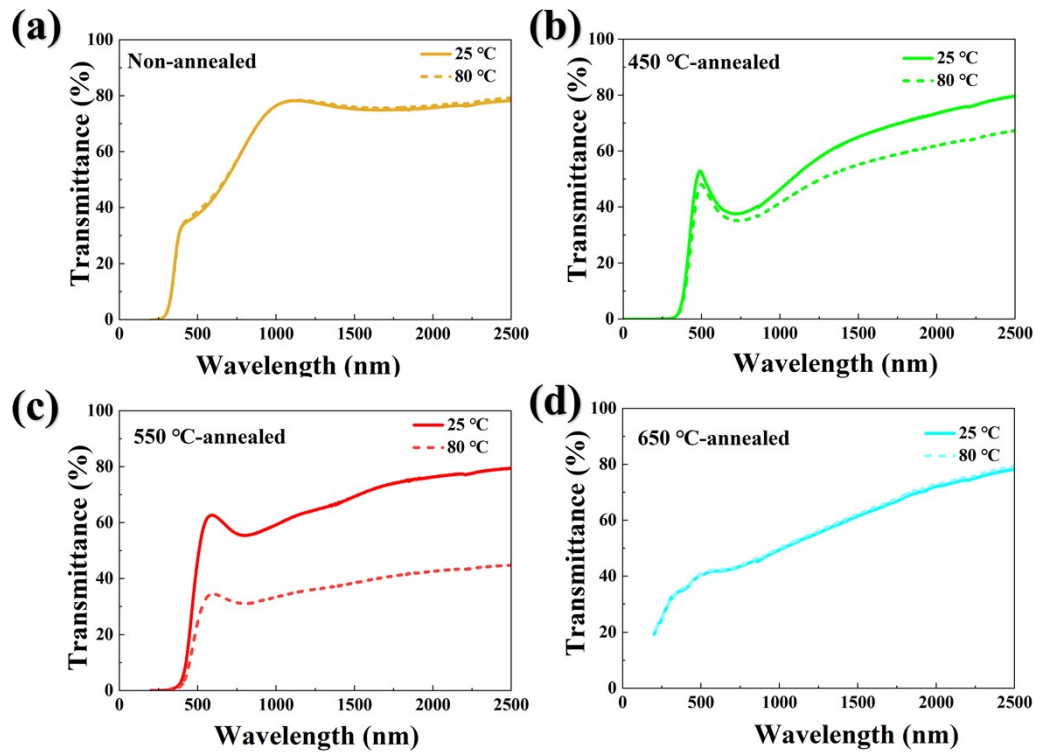 (a)
Non-annealed
25 ℃
80 ℃
100
80
60
40
20
0
0 500 1000 1500 2000 2500
Transmittance (%)
Wavelength (nm)
(b)
450 ℃-annealed
25 ℃
80 ℃
100
80
60
40
20
0
0 500 1000 1500 2000 2500
Transmittance (%)
Wavelength (nm)
(c)
550 ℃-annealed
25 ℃
80 ℃
100
80
60
40
20
0
0 500 1000 1500 2000 2500
Transmittance (%)
Wavelength (nm)
(d)
650 ℃-annealed
25 ℃
80 ℃
100
80
60
40
20
0
0 500 1000 1500 2000 2500
Transmittance (%)
Wavelength (nm)